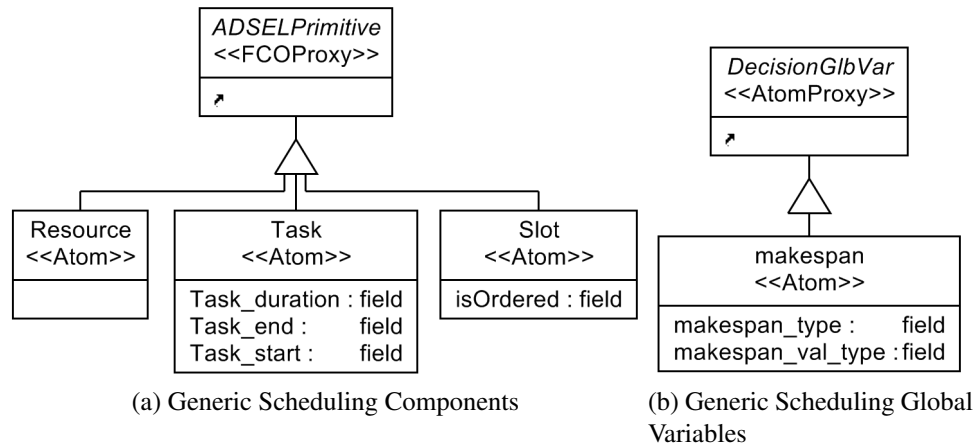 ADSELPrimitive
<<FCOProxy>>
Resource
<<Atom>>
Task
<<Atom>>
Task_duration : field
Task_end : field
Task_start : field
Slot
<<Atom>>
isOrdered : field
(a) Generic Scheduling Components
DecisionGlbVar
<<AtomProxy>>
makespan
<<Atom>>
makespan_type : field
makespan_val_type : field
(b) Generic Scheduling Global
Variables